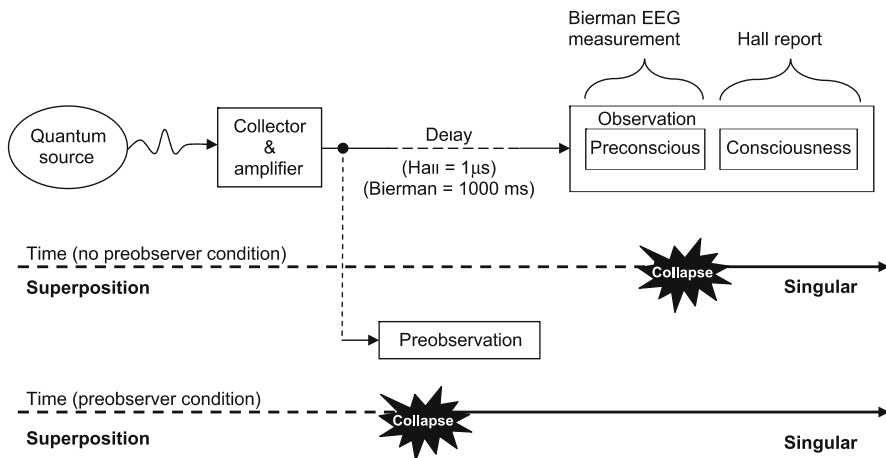 Bierman EEG
measurement
Hall report
Quantum
source
Collector
&
amplifier
Delay
(Hall = 1μs)
(Bierman = 1000 ms)
Observation
Preconscious
Consciousness
Time (no preobserver condition)
Collapse
Superposition
Singular
Preobservation
Time (preobserver condition)
Collapse
Superposition
Singular